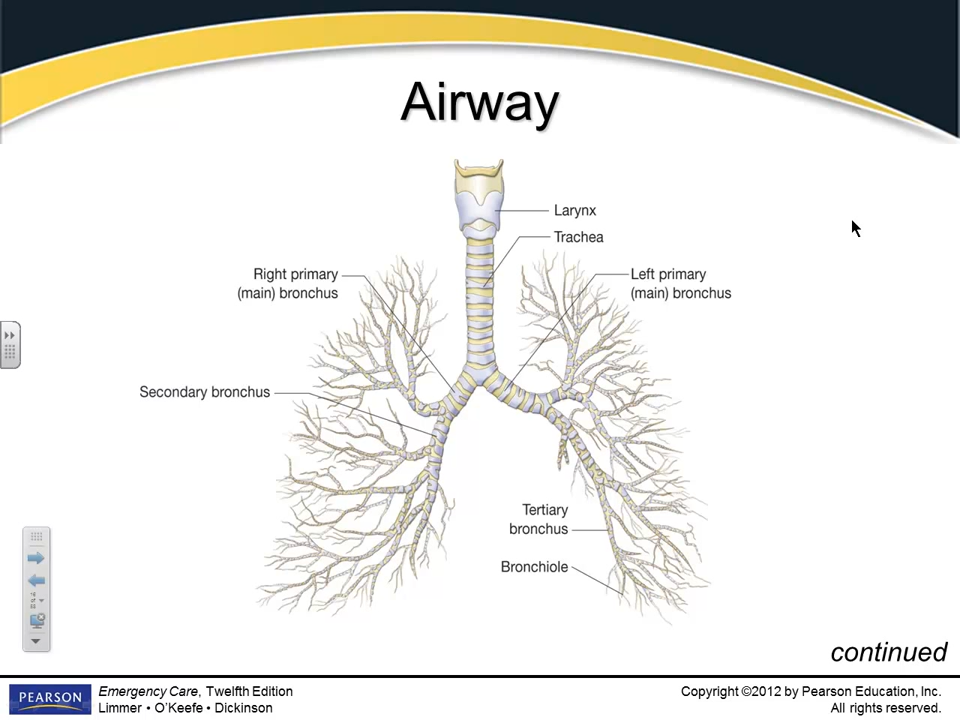 Airway
Larynx
Trachea
Right primary
(main) bronchus
Left primary
(main) bronchus
Secondary bronchus
Tertiary
bronchus
Bronchiole
continued
PEARSON
Emergency Care, Twelfth Edition
Limmer • O'Keefe • Dickinson
Copyright ©2012 by Pearson Education, Inc.
All rights reserved.